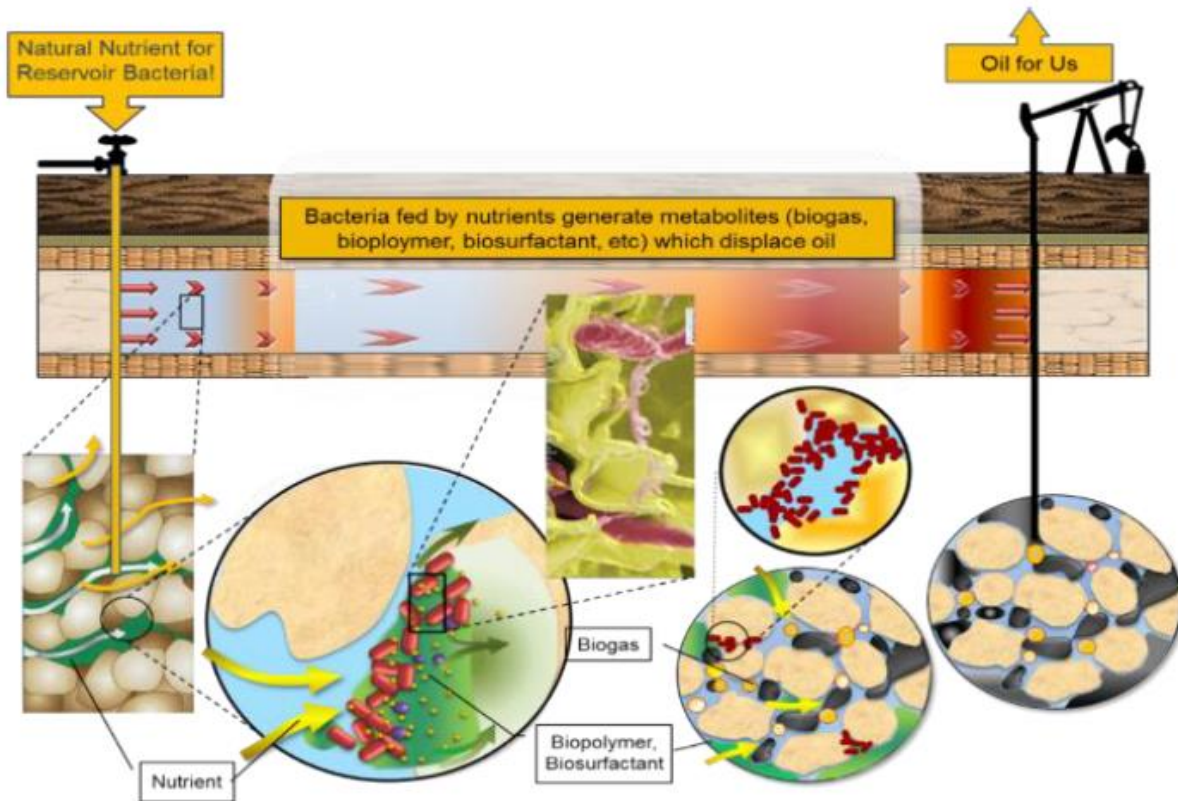 Natural Nutrient for
Reservoir Bacteria!
Oil for Us
Bacteria fed by nutrients generate metabolites (biogas,
bioploymer, biosurfactant, etc) which displace oil
Biogas
Biopolymer,
Biosurfactant
Nutrient